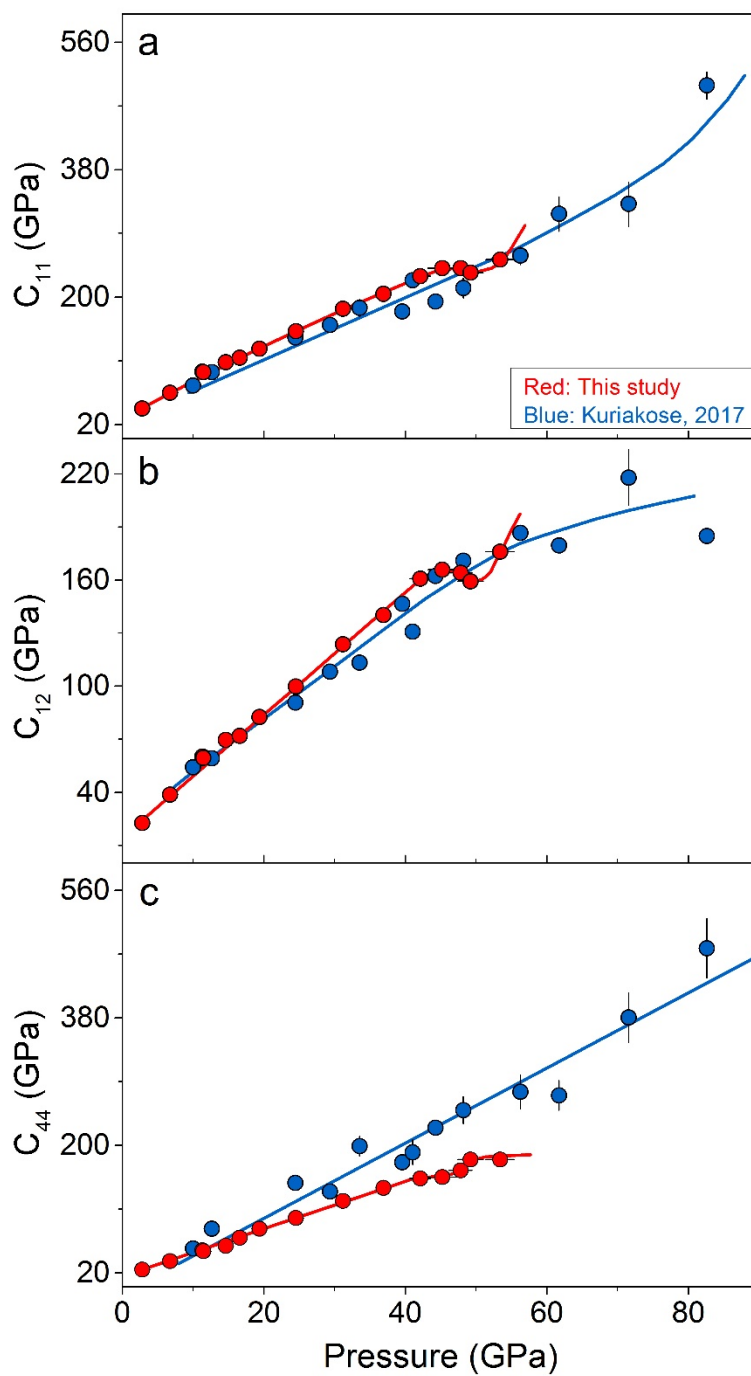 a
560
380
200
20
C11 (GPa)
Red: This study
Blue: Kuriakose, 2017
b
220
160
100
40
C12 (GPa)
c
560
380
200
20
C44 (GPa)
0 20 40 60 80
Pressure (GPa)